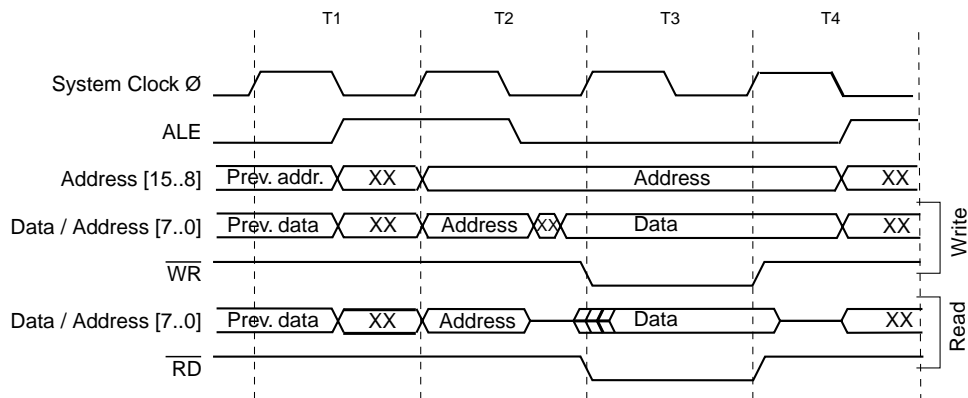 T1 T2 T3 T4
System Clock Ø
ALE
Address [15..8] Prev. addr. XX Address XX
Data / Address [7..0] Prev. data XX Address XX Data XX
WR
Write
Data / Address [7..0] Prev. data XX Address Data XX
RD
Read